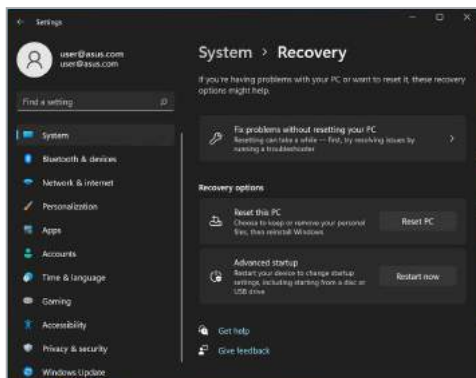 Settings
user@asus.com
user@asus.com
Find a setting
System
Bluetooth & devices
Network & internet
Personalization
Apps
Accounts
Time & language
Gaming
Accessibility
Privacy & security
Windows Update
System > Recovery
If you're having problems with your PC or want to reset it, these recovery
options might help.
Fix problems without resetting your PC
Resetting can take a while — first, try resolving issues by
running a troubleshooter
Recovery options
Reset this PC
Choose to keep or remove your personal
files, then reinstall Windows
Reset PC
Advanced startup
Restart your device to change startup
settings, including starting from a disc or
USB drive
Restart now
Get help
Give feedback